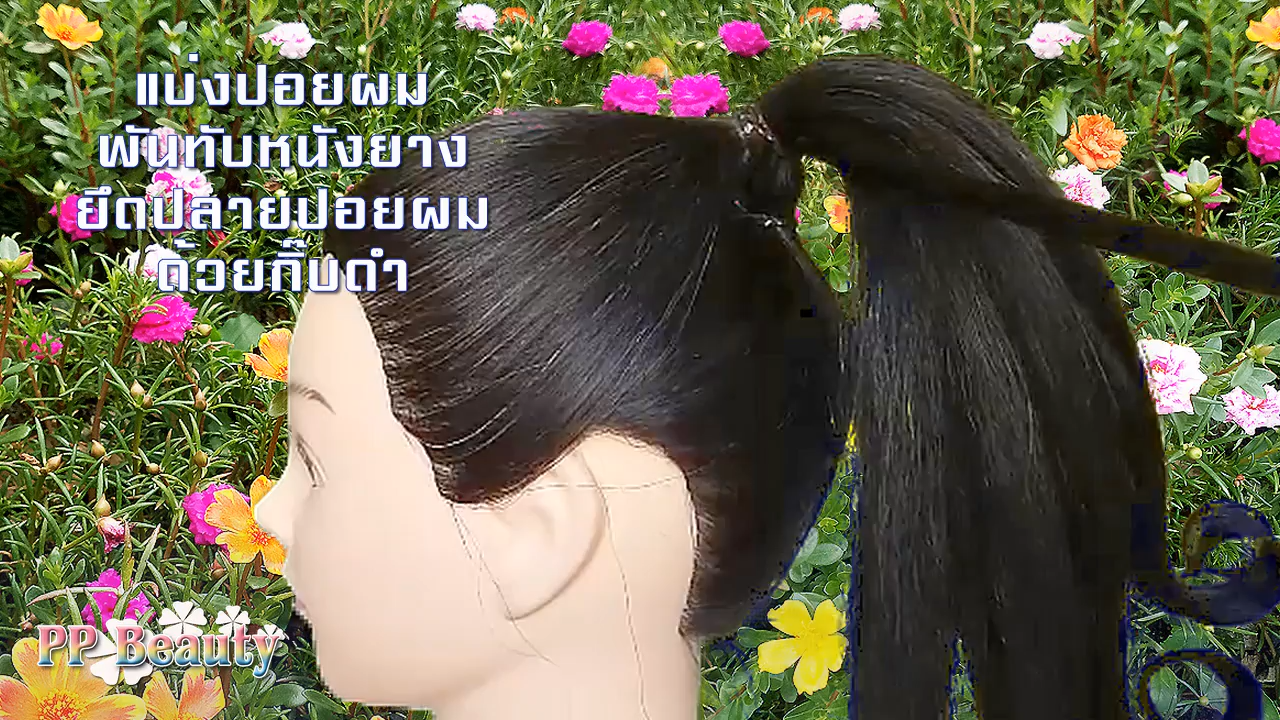 แบ่งปอยผม
พันทับหนังยาง
ยึดปลายปอยผม
ด้วยกิ๊บดำ
PP Beauty